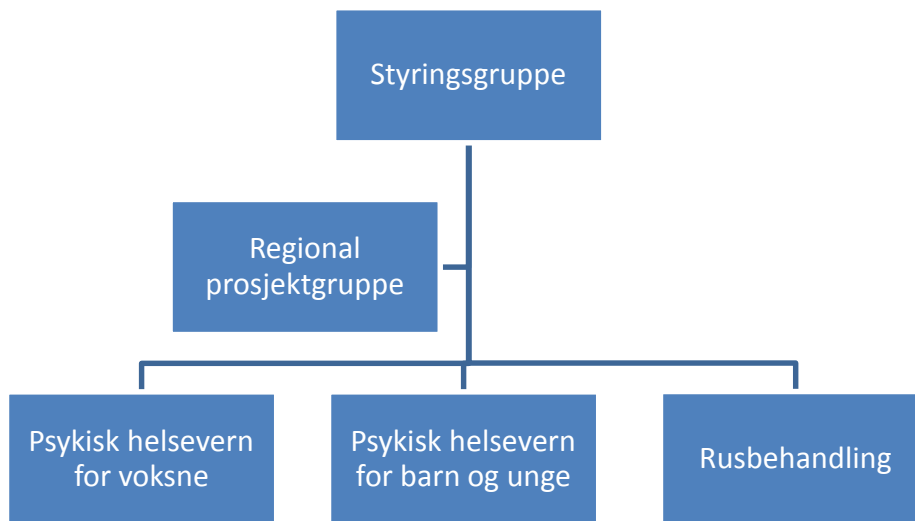 Styringsgruppe
Regional
prosjektgruppe
Psykisk helsevern
for voksne
Psykisk helsevern
for barn og unge
Rusbehandling